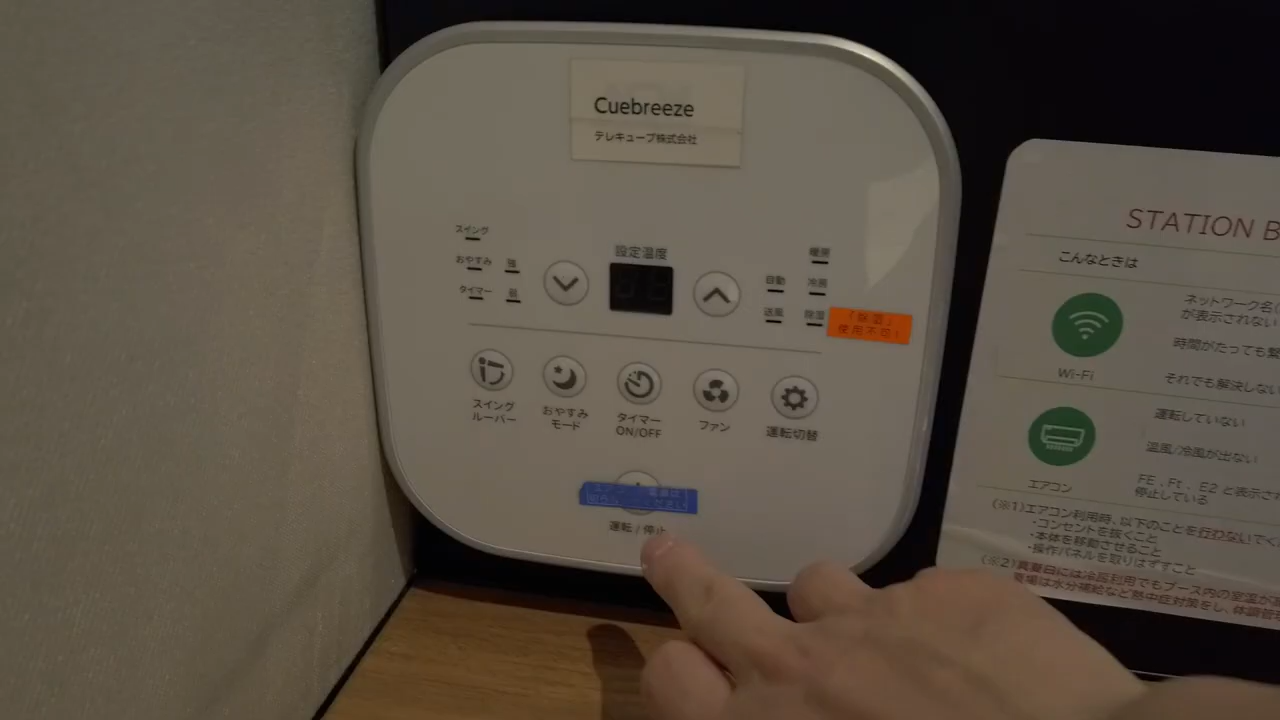 Cuebreeze
テレキューブ株式会社
スイング
おやすみ 強
タイマー 弱
設定温度
暖房
自動 冷房
送風 除湿
「除湿」
使用不可!
スイング
ルーバー
おやすみ
モード
タイマー
ON/OFF
ファン
運転切替
運転/停止
STATION B
こんなときは
ネットワーク名
が表示されない
時間がたっても
Wi-Fi
それでも解決しない
運転していない
温風/冷風が出ない
エアコン
FE、Ft、E2と表示さ
停止している
(※1)エアコン利用時、以下のことを行わないでく
・コンセントを抜くこと
・本体を移動させること
・操作パネルを取りはずすこと
(※2)真夏日には冷風利用でもブース内の室温が
夏場は水分補給など熱中症対策をし、体調管